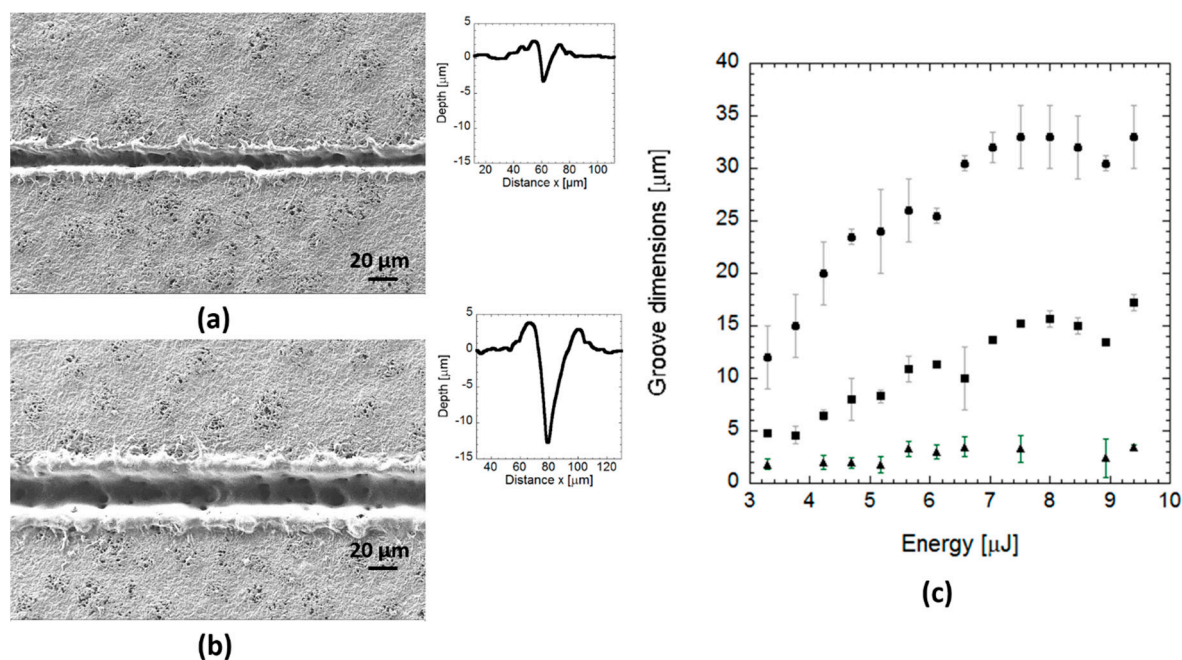 20 μm
(a)
5
0
-5
-10
-15
Depth [μm]
20 40 60 80 100
Distance x [μm]
20 μm
(b)
5
0
-5
-10
-15
Depth [μm]
40 60 80 100 120
Distance x [μm]
40
35
30
25
20
15
10
5
0
Groove dimensions [μm]
3 4 5 6 7 8 9 10
Energy [μJ]
(c)